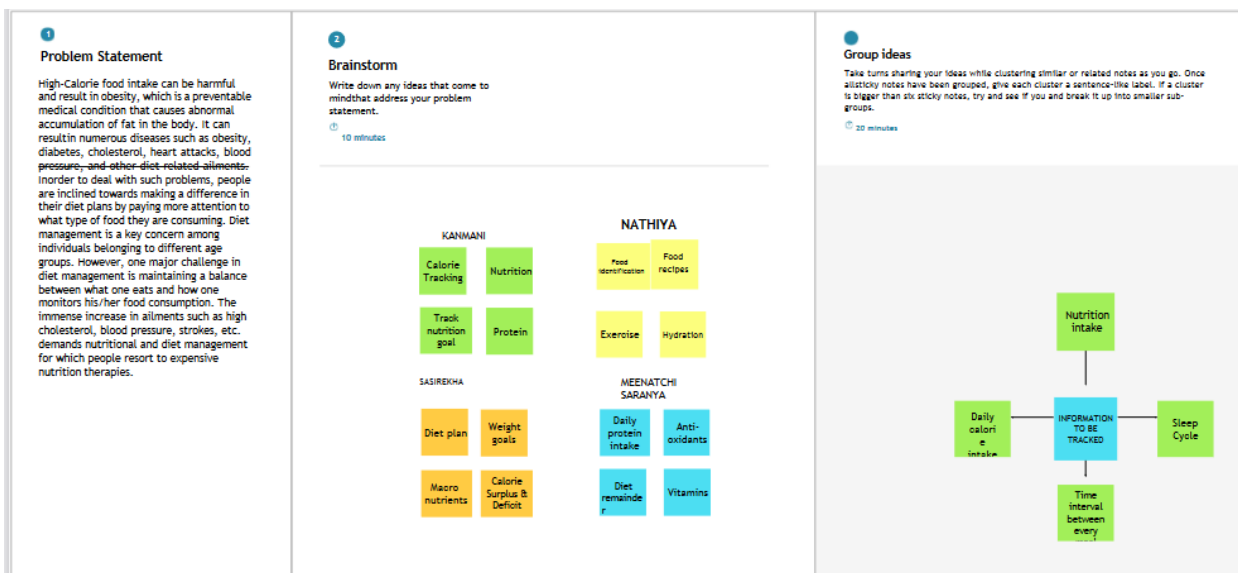 1
Problem Statement
High-Calorie food intake can be harmful
and result in obesity, which is a preventable
medical condition that causes abnormal
accumulation of fat in the body. It can
resultin numerous diseases such as obesity,
diabetes, cholesterol, heart attacks, blood
pressure, and other diet-related ailments.
Inorder to deal with such problems, people
are inclined towards making a difference in
their diet plans by paying more attention to
what type of food they are consuming. Diet
management is a key concern among
individuals belonging to different age
groups. However, one major challenge in
diet management is maintaining a balance
between what one eats and how one
monitors his/her food consumption. The
immense increase in ailments such as high
cholesterol, blood pressure, strokes, etc.
demands nutritional and diet management
for which people resort to expensive
nutrition therapies.
2
Brainstorm
Write down any ideas that come to
mindthat address your problem
statement.
10 minutes
KANMANI
Calorie
Tracking
Nutrition
Track
nutrition
goal
Protein
NATHIYA
Food
identification
Food
recipes
Exercise
Hydration
SASIREKHA
Diet plan
Weight
goals
Macro
nutrients
Calorie
Surplus &
Deficit
MEENATCHI
SARANYA
Daily
protein
intake
Anti-
oxidants
Diet
remainde
r
Vitamins
Group ideas
Take turns sharing your ideas while clustering similar or related notes as you go. Once
allsticky notes have been grouped, give each cluster a sentence-like label. If a cluster
is bigger than six sticky notes, try and see if you and break it up into smaller sub-
groups.
20 minutes
Nutrition
intake
Daily
calori
e
intake
INFORMATION
TO BE
TRACKED
Sleep
Cycle
Time
interval
between
every